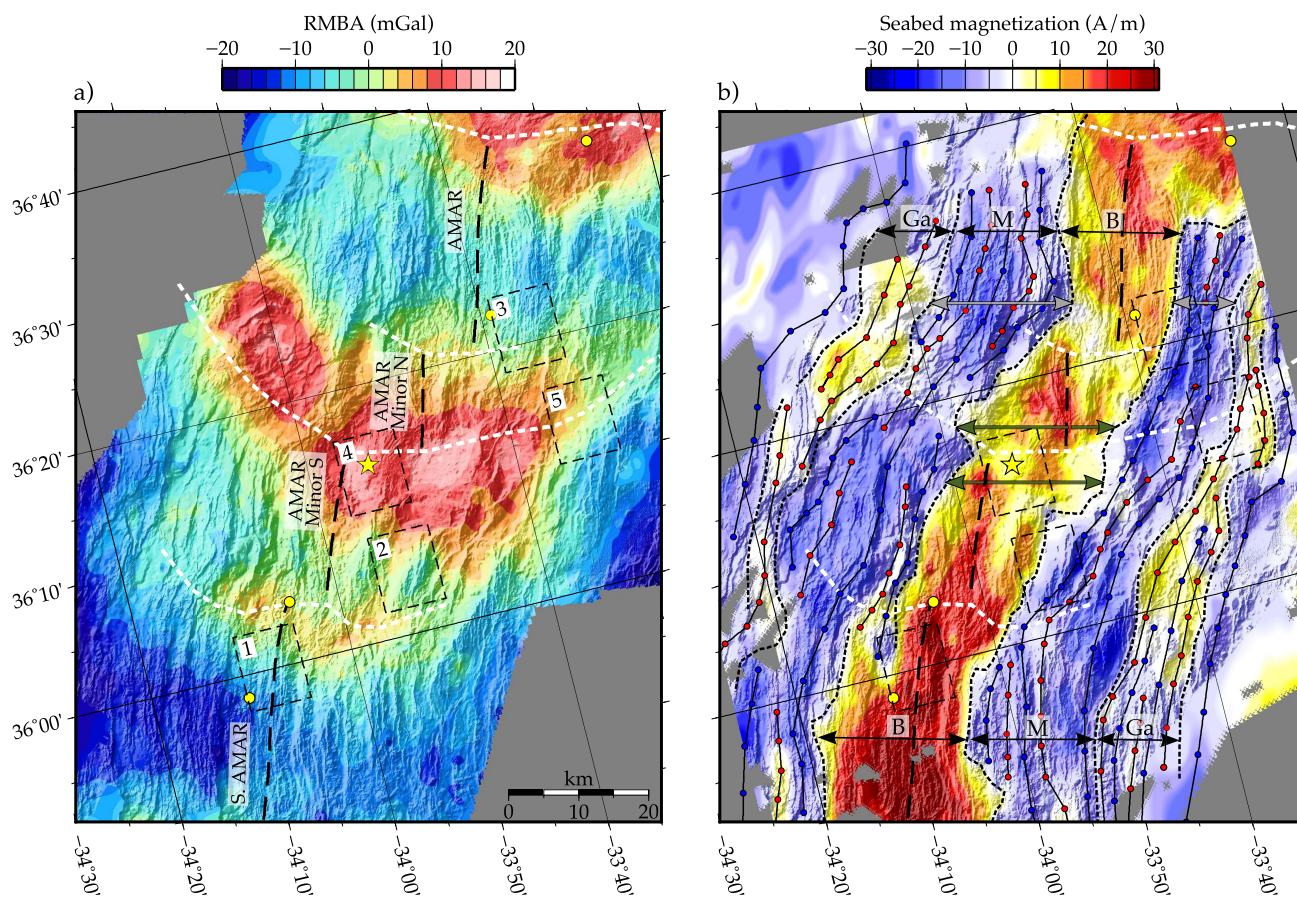 RMBA (mGal)
−20 −10 0 10 20
a)
AMAR
3
AMAR
Minor N
5
4
AMAR
Minor S
2
1
S. AMAR
km
0 10 20
36°40'
36°30'
36°20'
36°10'
36°00'
−34°30' −34°20' −34°10' −34°00' −33°50' −33°40'
Seabed magnetization (A/m)
−30 −20 −10 0 10 20 30
b)
Ga M B
B M Ga
−34°30' −34°20' −34°10' −34°00' −33°50' −33°40'